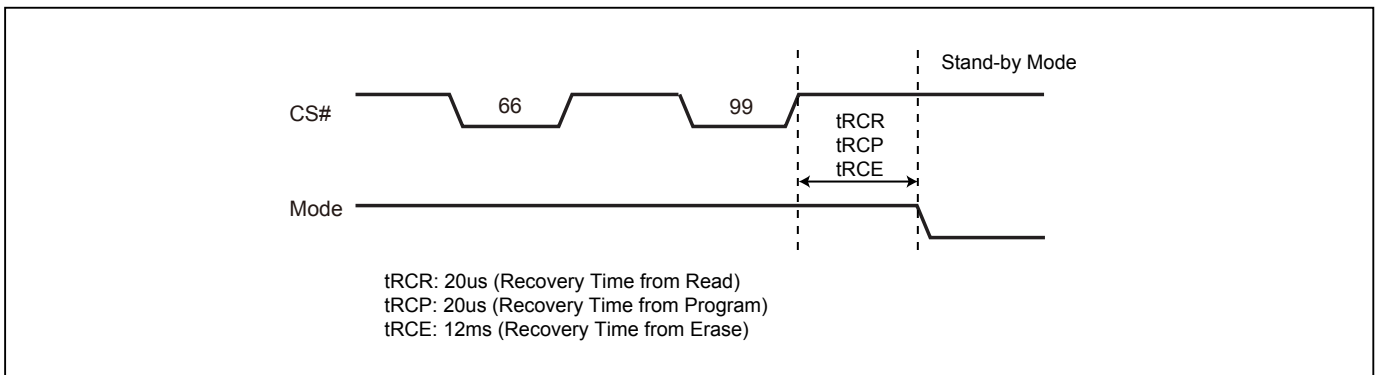 Stand-by Mode
CS#
66
99
tRCR
tRCP
tRCE
Mode
tRCR: 20us (Recovery Time from Read)
tRCP: 20us (Recovery Time from Program)
tRCE: 12ms (Recovery Time from Erase)